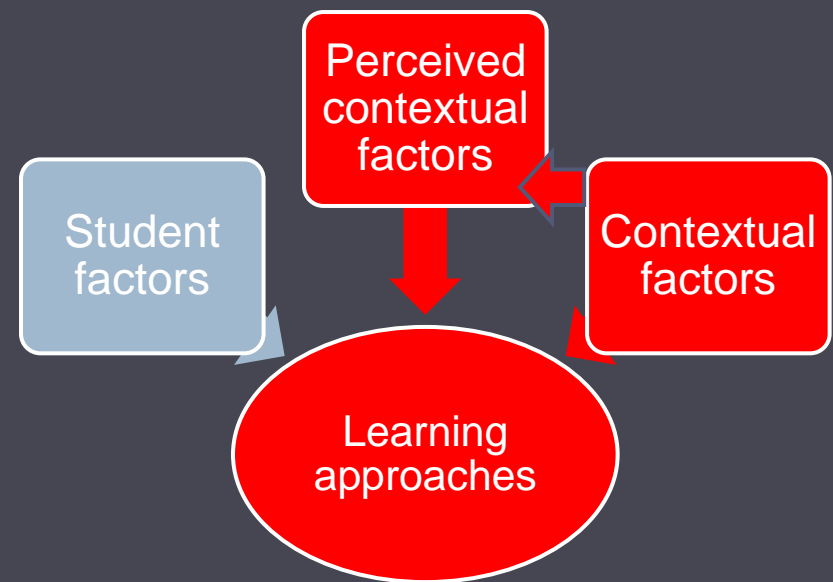 Perceived
contextual
factors
Student
factors
Contextual
factors
Learning
approaches